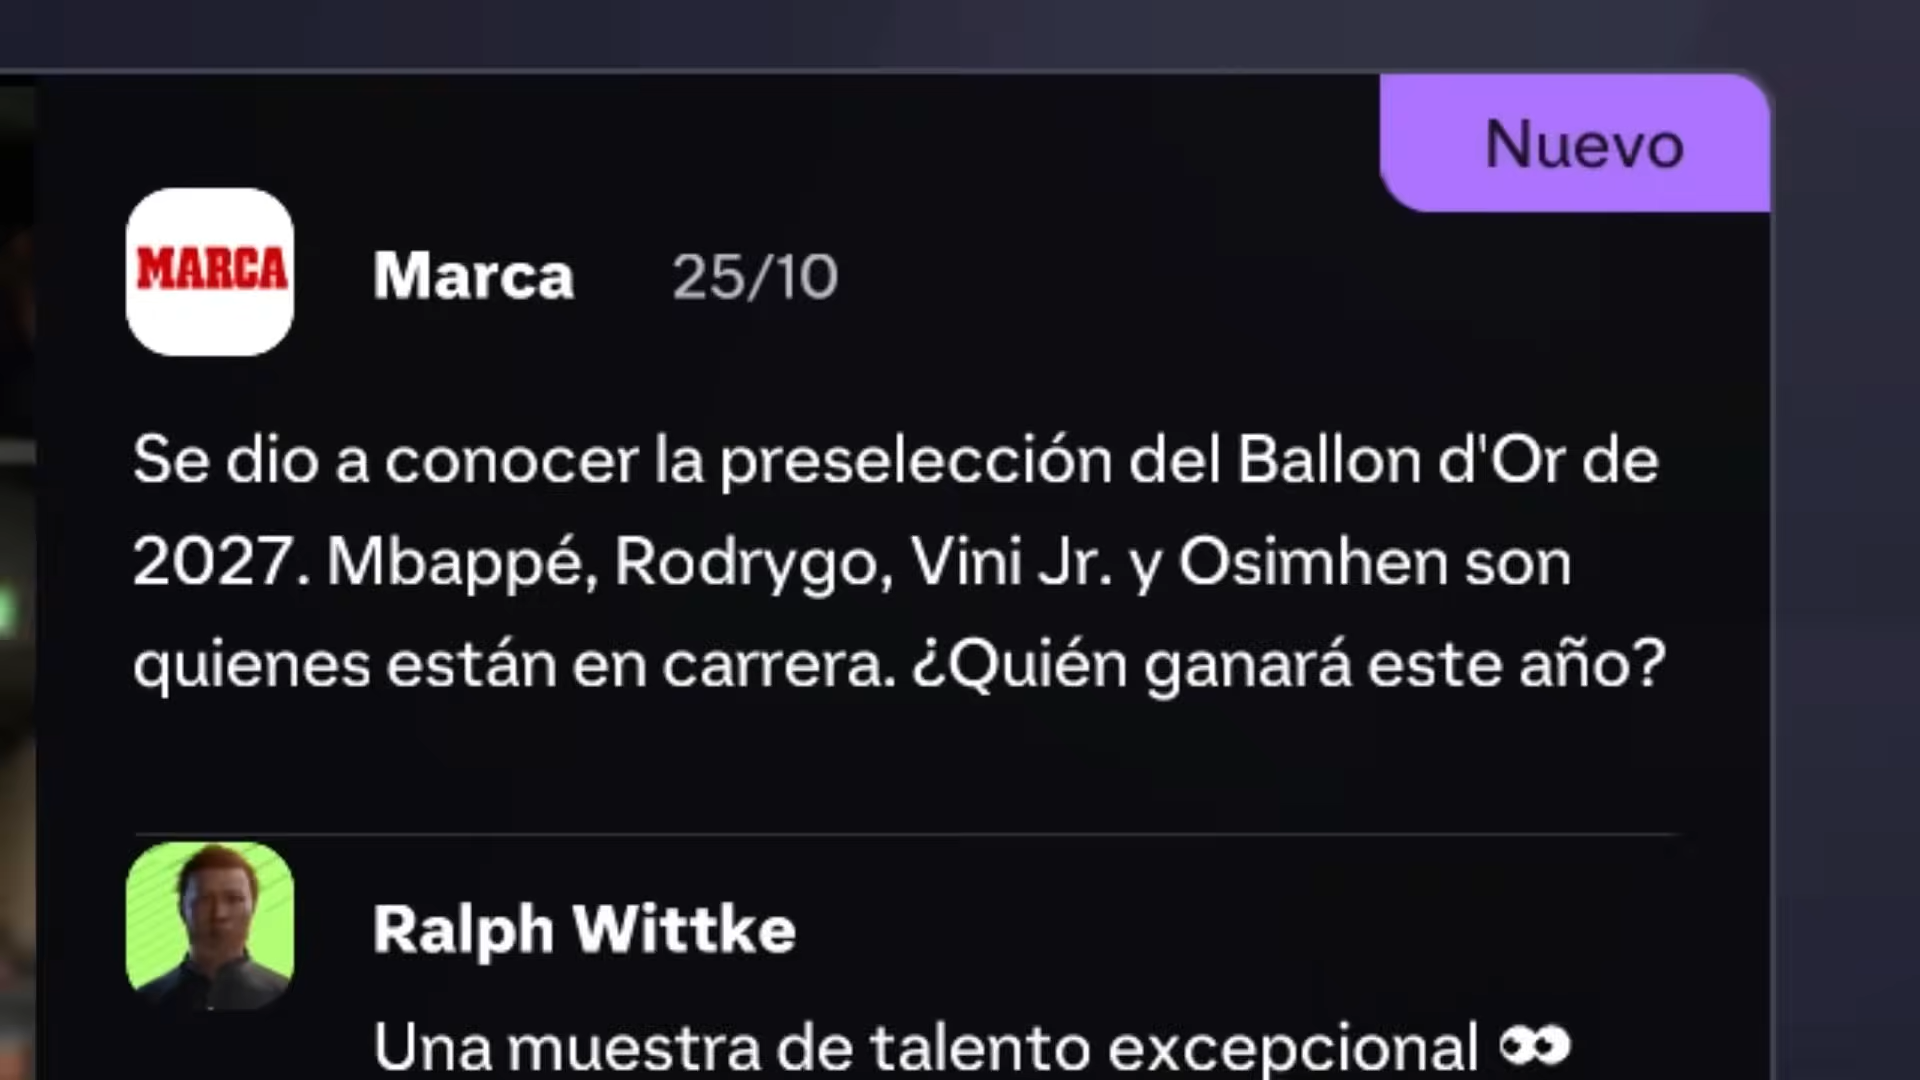 Nuevo
MARCA
Marca 25/10
Se dio a conocer la preselección del Ballon d'Or de
2027. Mbappé, Rodrygo, Vini Jr. y Osimhen son
quienes están en carrera. ¿Quién ganará este año?
Ralph Wittke
Una muestra de talento excepcional 👀